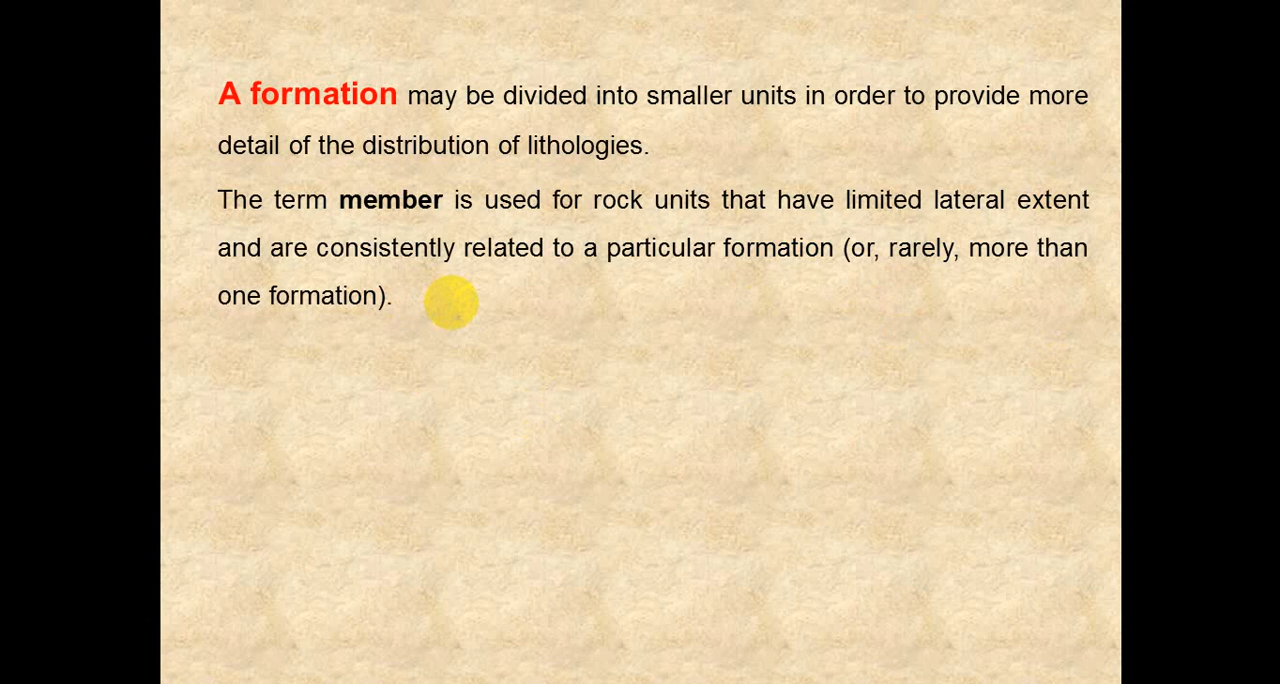 A formation may be divided into smaller units in order to provide more
detail of the distribution of lithologies.
The term member is used for rock units that have limited lateral extent
and are consistently related to a particular formation (or, rarely, more than
one formation).